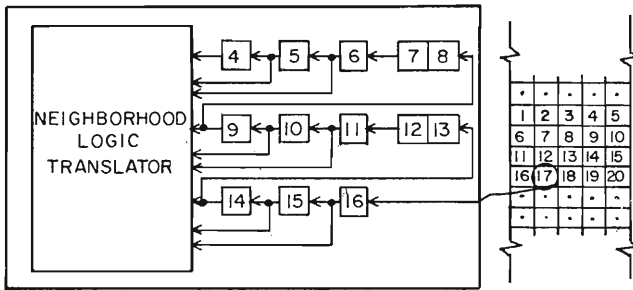 4 5 6 7 8
NEIGHBORHOOD
LOGIC
TRANSLATOR
9 10 11 12 13
14 15 16
1 2 3 4 5
6 7 8 9 10
11 12 13 14 15
16 17 18 19 20